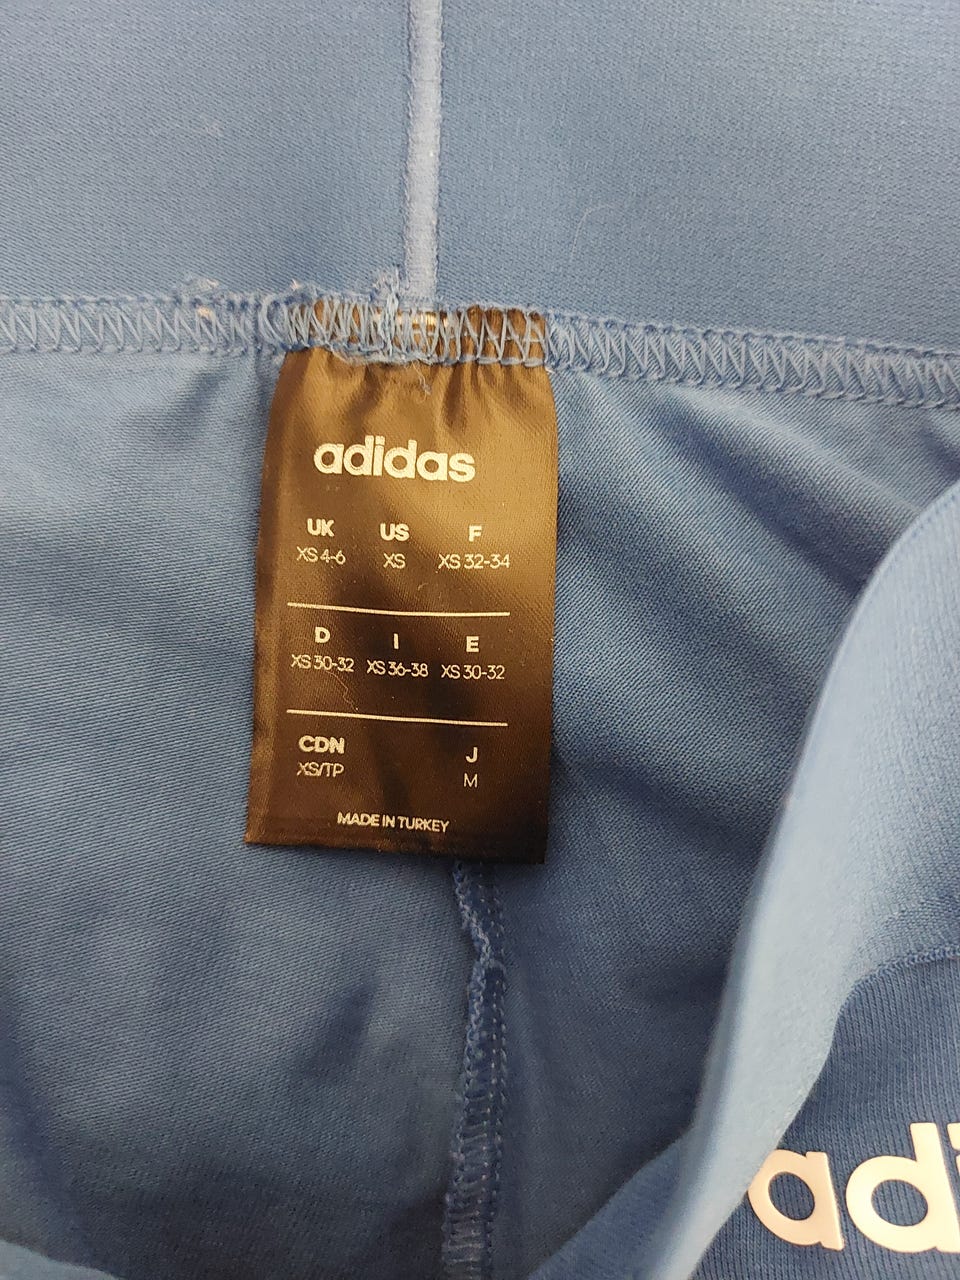 adidas
UK US F
XS 4-6 XS XS 32-34
D I E
XS 30-32 XS 36-38 XS 30-32
CDN J
XS/TP M
MADE IN TURKEY
ad